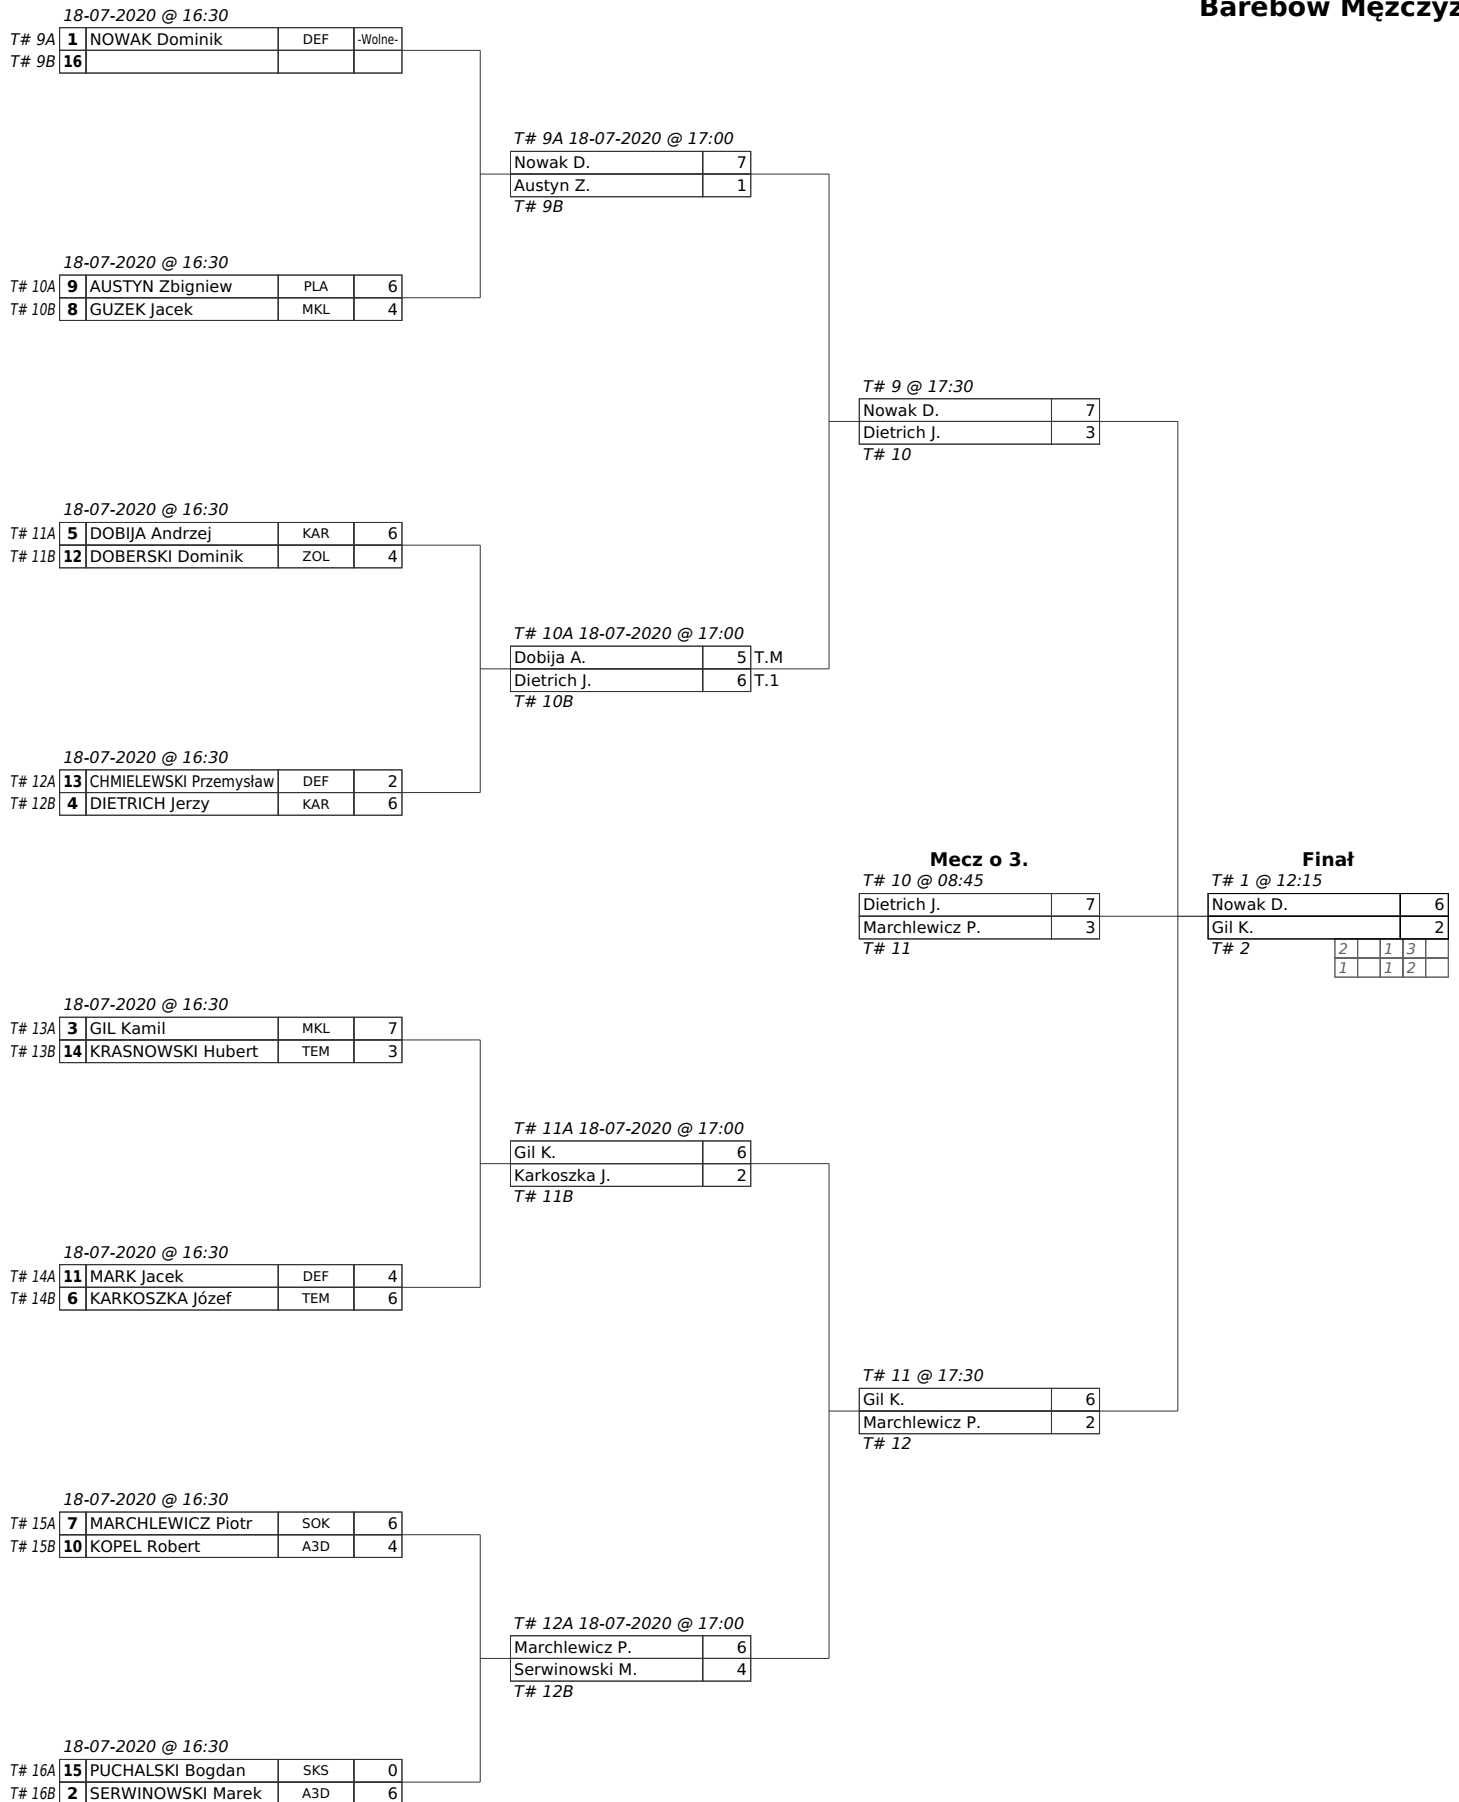 Barebow Mężczyź
18-07-2020 @ 16:30
T# 9A 1 NOWAK Dominik DEF -Wolne-
T# 9B 16
T# 9A 18-07-2020 @ 17:00
Nowak D. 7
Austyn Z. 1
T# 9B
18-07-2020 @ 16:30
T# 10A 9 AUSTYN Zbigniew PLA 6
T# 10B 8 GUZEK Jacek MKL 4
T# 9 @ 17:30
Nowak D. 7
Dietrich J. 3
T# 10
18-07-2020 @ 16:30
T# 11A 5 DOBIJA Andrzej KAR 6
T# 11B 12 DOBERSKI Dominik ZOL 4
T# 10A 18-07-2020 @ 17:00
Dobija A. 5 T.M
Dietrich J. 6 T.1
T# 10B
18-07-2020 @ 16:30
T# 12A 13 CHMIELEWSKI Przemysław DEF 2
T# 12B 4 DIETRICH Jerzy KAR 6
Mecz o 3.
T# 10 @ 08:45
Dietrich J. 7
Marchlewicz P. 3
T# 11
Finał
T# 1 @ 12:15
Nowak D. 6
Gil K. 2
T# 2 2 1 3
1 1 2
18-07-2020 @ 16:30
T# 13A 3 GIL Kamil MKL 7
T# 13B 14 KRASNOWSKI Hubert TEM 3
T# 11A 18-07-2020 @ 17:00
Gil K. 6
Karkoszka J. 2
T# 11B
18-07-2020 @ 16:30
T# 14A 11 MARK Jacek DEF 4
T# 14B 6 KARKOSZKA Józef TEM 6
T# 11 @ 17:30
Gil K. 6
Marchlewicz P. 2
T# 12
18-07-2020 @ 16:30
T# 15A 7 MARCHLEWICZ Piotr SOK 6
T# 15B 10 KOPEL Robert A3D 4
T# 12A 18-07-2020 @ 17:00
Marchlewicz P. 6
Serwinowski M. 4
T# 12B
18-07-2020 @ 16:30
T# 16A 15 PUCHALSKI Bogdan SKS 0
T# 16B 2 SERWINOWSKI Marek A3D 6